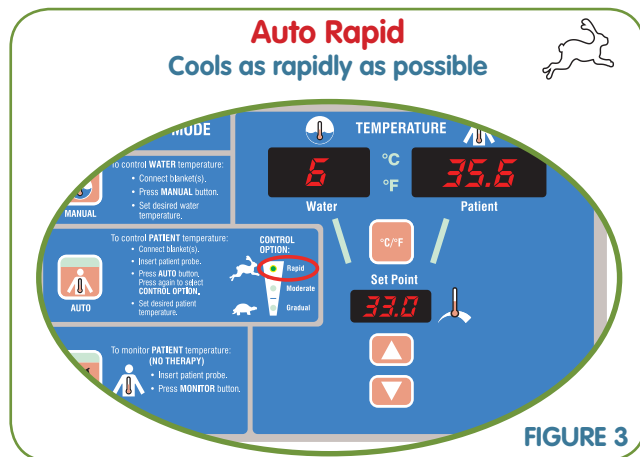 Auto Rapid
Cools as rapidly as possible
MODE
To control WATER temperature:
• Connect blanket(s).
• Press MANUAL button.
• Set desired water
temperature.
MANUAL
To control PATIENT temperature:
• Connect blanket(s).
• Insert patient probe.
• Press AUTO button.
Press again to select
CONTROL OPTION.
• Set desired patient
temperature.
AUTO
CONTROL
OPTION:
Rapid
Moderate
Gradual
To monitor PATIENT temperature:
(NO THERAPY)
• Insert patient probe.
• Press MONITOR button.
TEMPERATURE
6
°C
°F
35.6
Water
Patient
°C/°F
Set Point
33.0
FIGURE 3